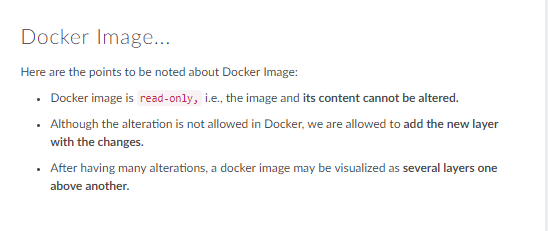 Docker Image...
Here are the points to be noted about Docker Image:
• Docker image is read-only, i.e., the image and its content cannot be altered.
• Although the alteration is not allowed in Docker, we are allowed to add the new layer
with the changes.
• After having many alterations, a docker image may be visualized as several layers one
above another.